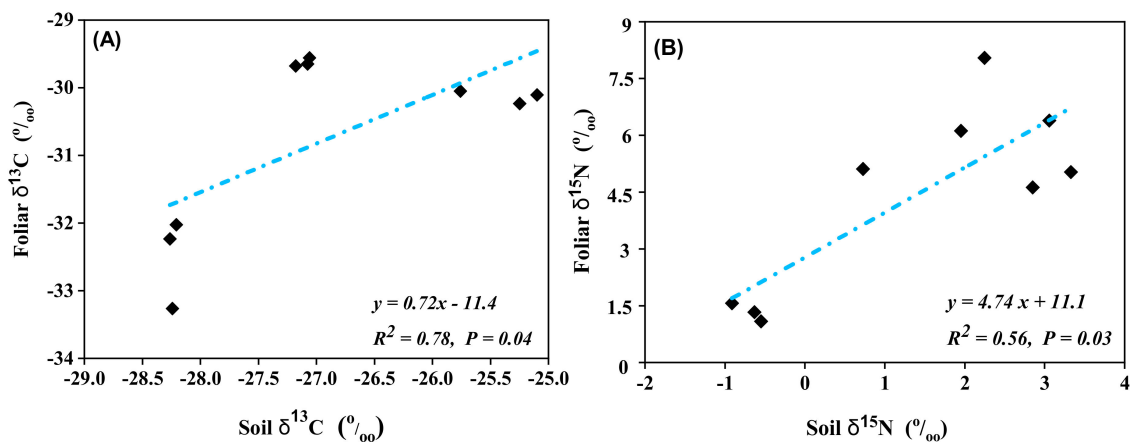 (A)
Foliar δ13C (o/oo)
-29
-30
-31
-32
-33
-34
y = 0.72x - 11.4
R2 = 0.78, P = 0.04
-29.0 -28.5 -28.0 -27.5 -27.0 -26.5 -26.0 -25.5 -25.0
Soil δ13C (o/oo)
(B)
Foliar δ15N (o/oo)
9
7.5
6
4.5
3
1.5
0
y = 4.74 x + 11.1
R2 = 0.56, P = 0.03
-2 -1 0 1 2 3 4
Soil δ15N (o/oo)